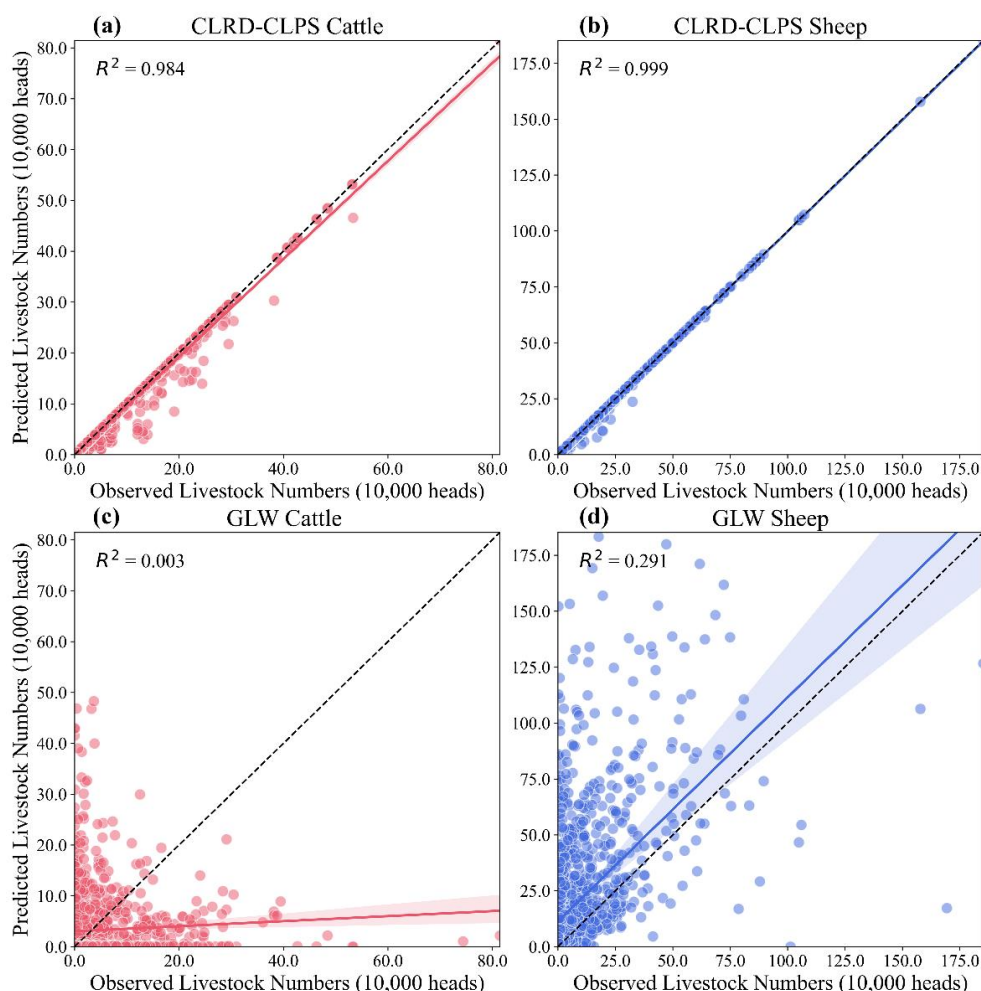 (a) CLRD-CLPS Cattle
R² = 0.984
Predicted Livestock Numbers (10,000 heads)
80.0
70.0
60.0
50.0
40.0
30.0
20.0
10.0
0.0
0.0 20.0 40.0 60.0 80.0
Observed Livestock Numbers (10,000 heads)
(b) CLRD-CLPS Sheep
R² = 0.999
175.0
150.0
125.0
100.0
75.0
50.0
25.0
0.0
0.0 25.0 50.0 75.0 100.0 125.0 150.0 175.0
Observed Livestock Numbers (10,000 heads)
(c) GLW Cattle
R² = 0.003
Predicted Livestock Numbers (10,000 heads)
80.0
70.0
60.0
50.0
40.0
30.0
20.0
10.0
0.0
0.0 20.0 40.0 60.0 80.0
Observed Livestock Numbers (10,000 heads)
(d) GLW Sheep
R² = 0.291
175.0
150.0
125.0
100.0
75.0
50.0
25.0
0.0
0.0 25.0 50.0 75.0 100.0 125.0 150.0 175.0
Observed Livestock Numbers (10,000 heads)